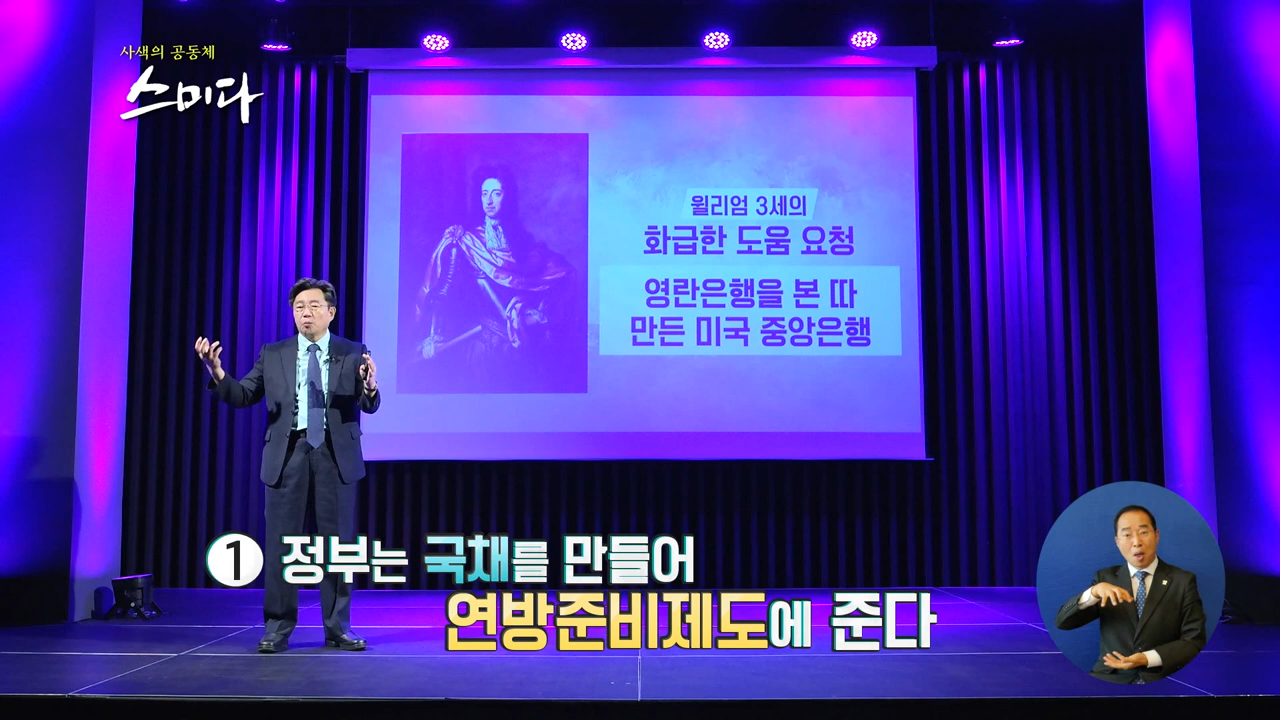 사색의 공동체
스미다
윌리엄 3세의
화급한 도움 요청
영란은행을 본 따
만든 미국 중앙은행
1 정부는 국채를 만들어
연방준비제도에 준다